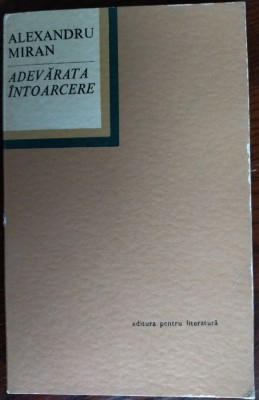 ALEXANDRU
MIRAN
ADEVĂRATA
ÎNTOARCERE
editura pentru literatură